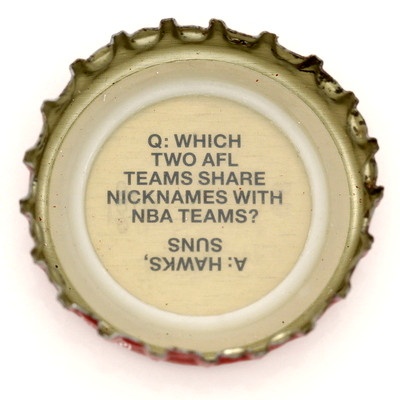 Q: WHICH
TWO AFL
TEAMS SHARE
NICKNAMES WITH
NBA TEAMS?
A: HAWKS,
SUNS